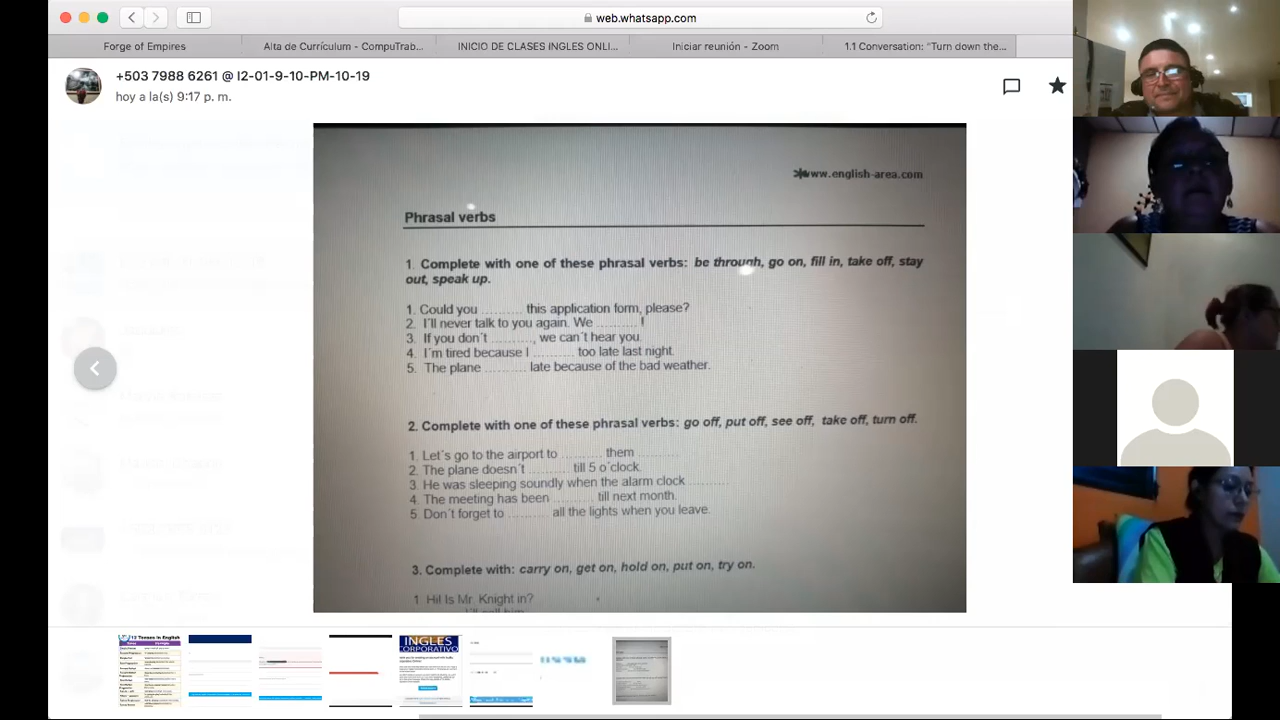 web.whatsapp.com
Forge of Empires
Alta de Currículum - CompuTrab...
INICIO DE CLASES INGLES ONLI...
Iniciar reunión - Zoom
1.1 Conversation: “Turn down the...
+503 7988 6261 @ I2-01-9-10-PM-10-19
hoy a la(s) 9:17 p. m.
www.english-area.com
Phrasal verbs
1. Complete with one of these phrasal verbs: be through, go on, fill in, take off, stay
out, speak up.
1. Could you .......... this application form, please?
2. I´ll never talk to you again. We .......... !
3. If you don´t .........., we can´t hear you.
4. I´m tired because I .......... too late last night.
5. The plane .......... late because of the bad weather.
2. Complete with one of these phrasal verbs: go off, put off, see off, take off, turn off.
1. Let´s go to the airport to .......... them ..........
2. The plane doesn´t .......... till 5 o´clock.
3. He was sleeping soundly when the alarm clock ..........
4. The meeting has been .......... till next month.
5. Don´t forget to .......... all the lights when you leave.
3. Complete with: carry on, get on, hold on, put on, try on.
1 Hi! Is Mr. Knight in?
I´ll call him
12 Tenses in English
INGLES
CORPORATIVO